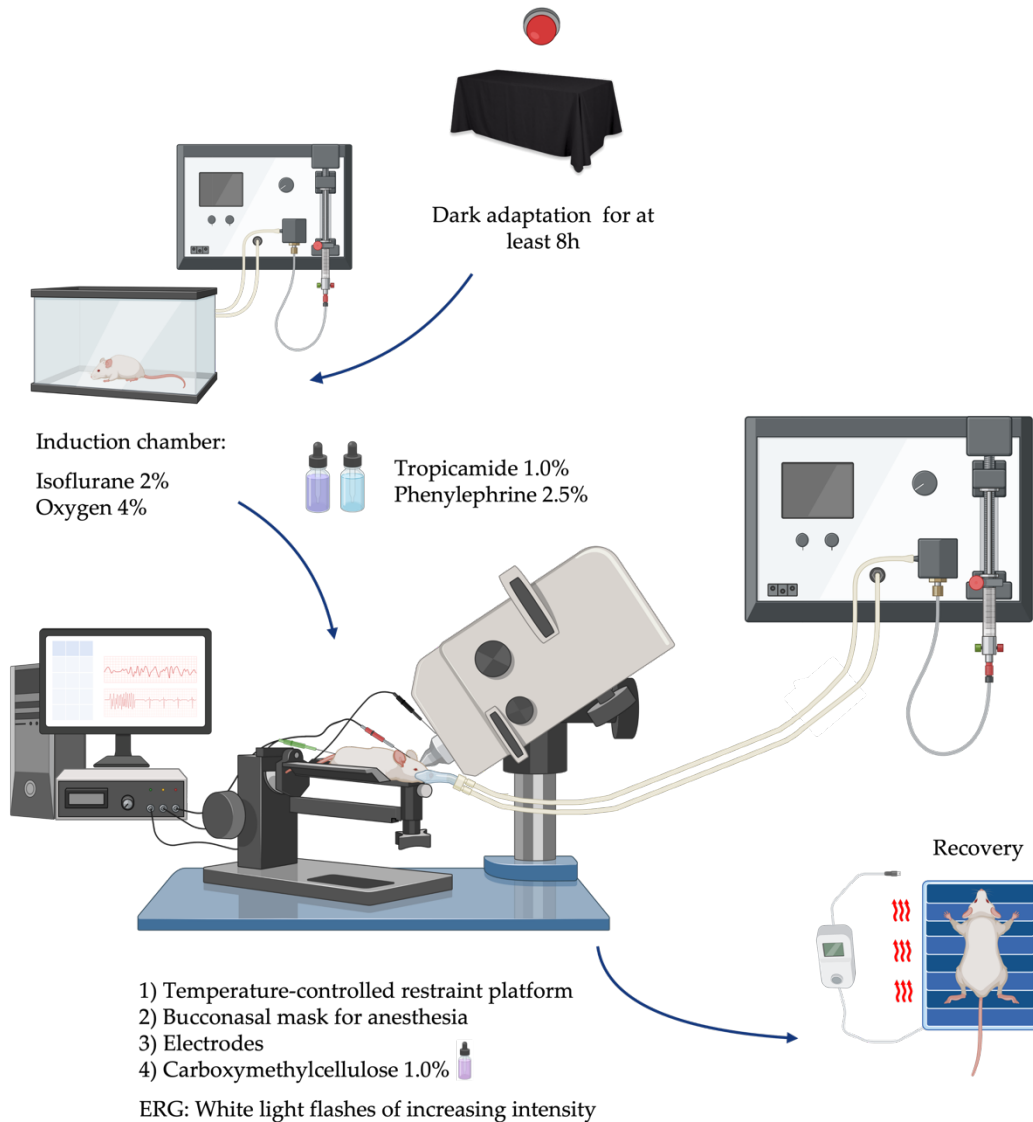 Dark adaptation for at
least 8h
Induction chamber:
Isoflurane 2%
Oxygen 4%
Tropicamide 1.0%
Phenylephrine 2.5%
Recovery
1) Temperature-controlled restraint platform
2) Bucconasal mask for anesthesia
3) Electrodes
4) Carboxymethylcellulose 1.0%
ERG: White light flashes of increasing intensity